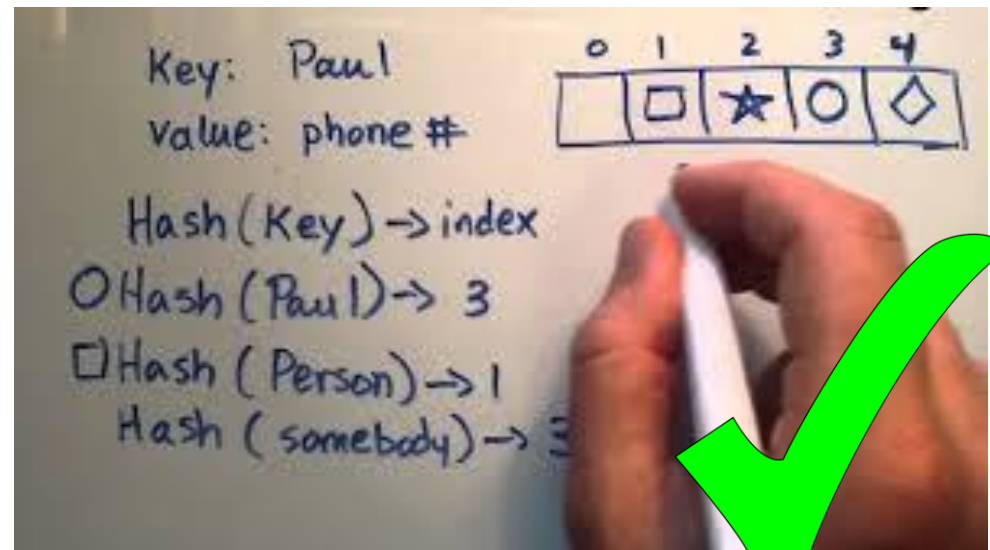 Key: Paul
0 1 2 3 4
value: phone #
Hash (Key) -> index
Hash (Paul) -> 3
Hash (Person) -> 1
Hash (somebody) ->